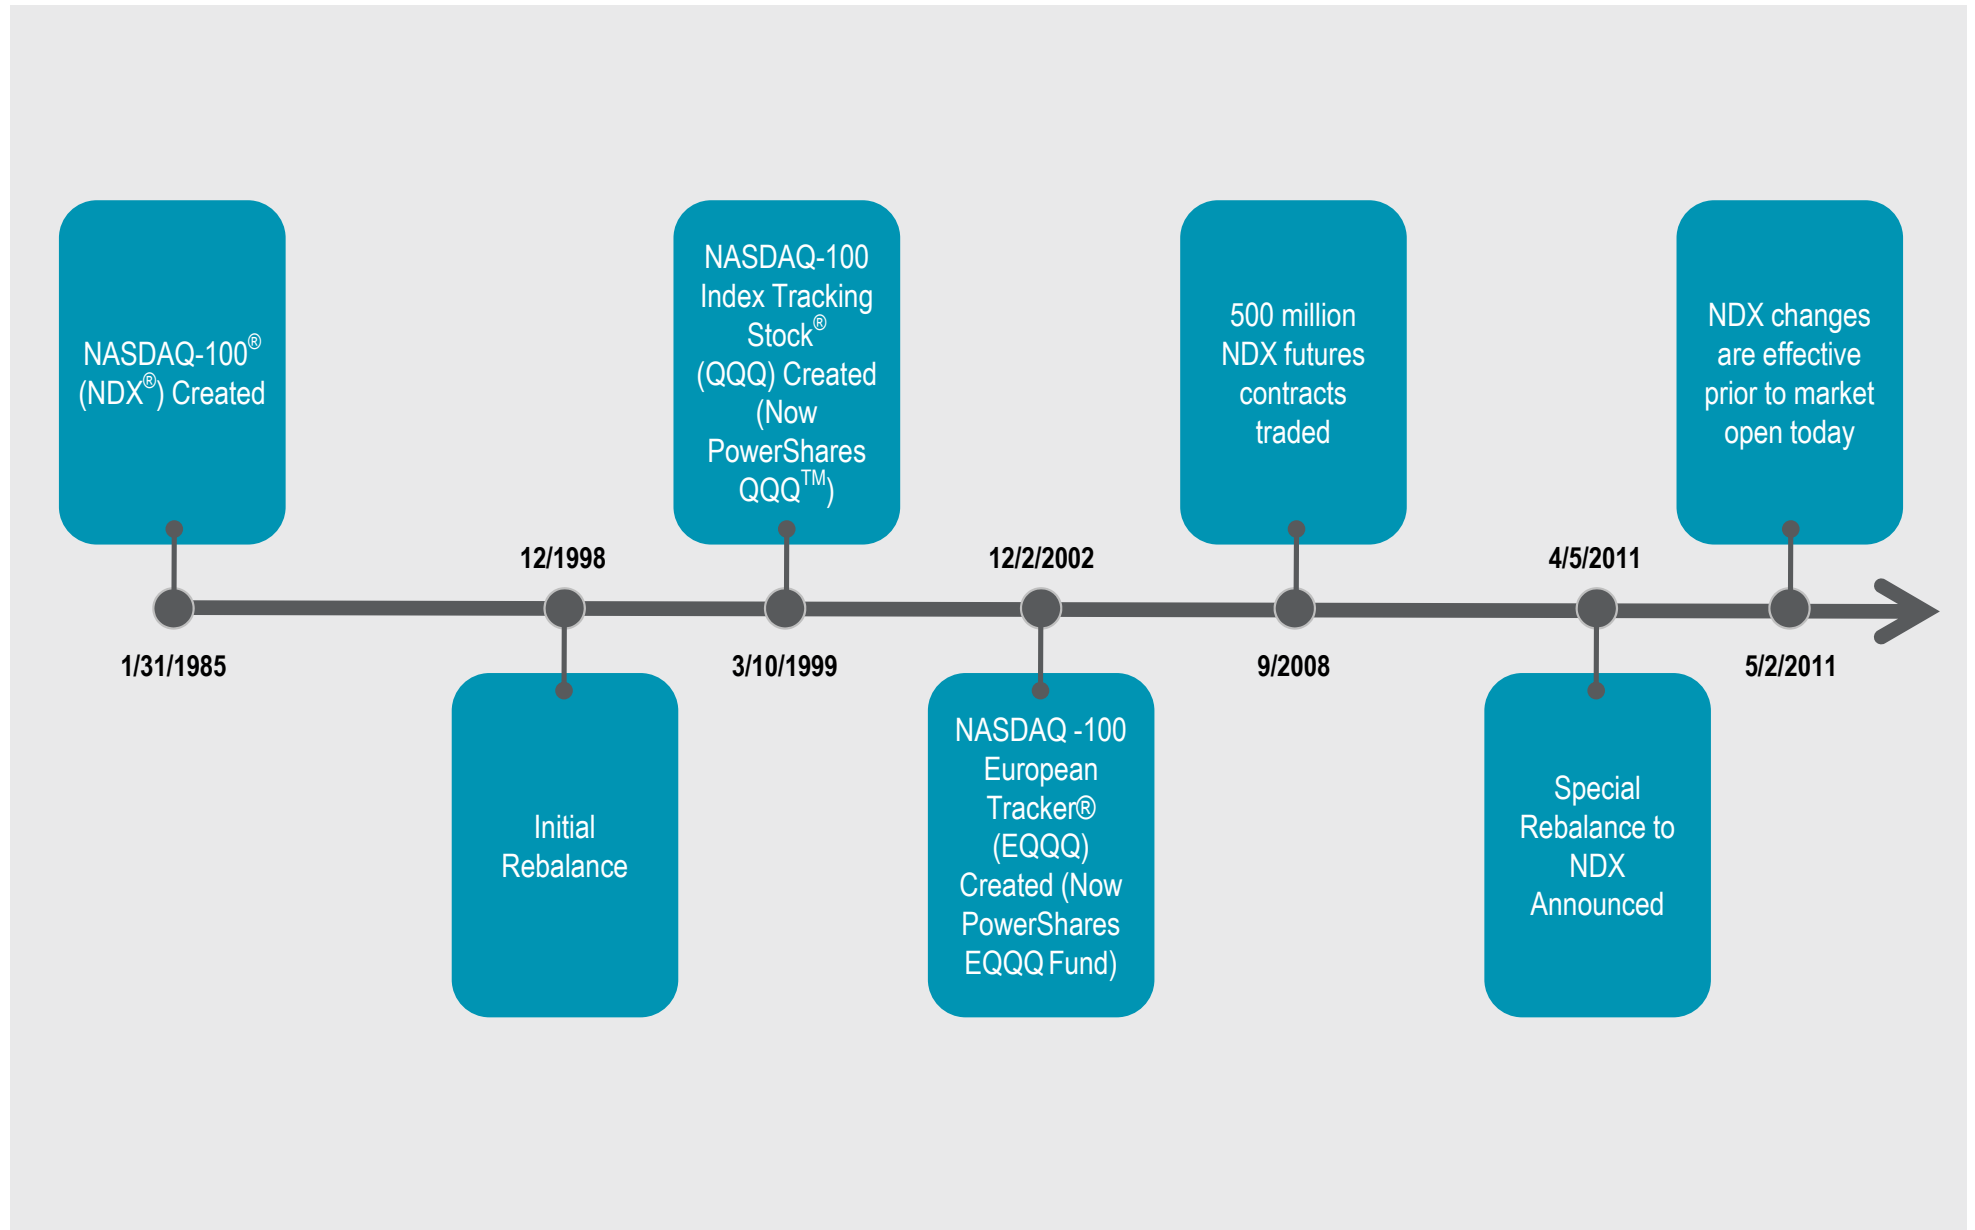 NASDAQ-100®
(NDX®) Created
1/31/1985
12/1998
Initial
Rebalance
NASDAQ-100
Index Tracking
Stock®
(QQQ) Created
(Now
PowerShares
QQQ™)
3/10/1999
12/2/2002
NASDAQ -100
European
Tracker®
(EQQQ)
Created (Now
PowerShares
EQQQ Fund)
500 million
NDX futures
contracts
traded
9/2008
4/5/2011
Special
Rebalance to
NDX
Announced
NDX changes
are effective
prior to market
open today
5/2/2011